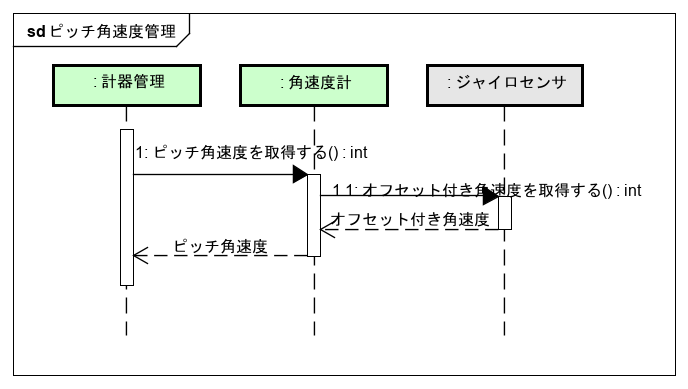 sd ピッチ角速度管理
: 計器管理
: 角速度計
: ジャイロセンサ
1: ピッチ角速度を取得する() : int
1.1: オフセット付き角速度を取得する() : int
オフセット付き角速度
ピッチ角速度